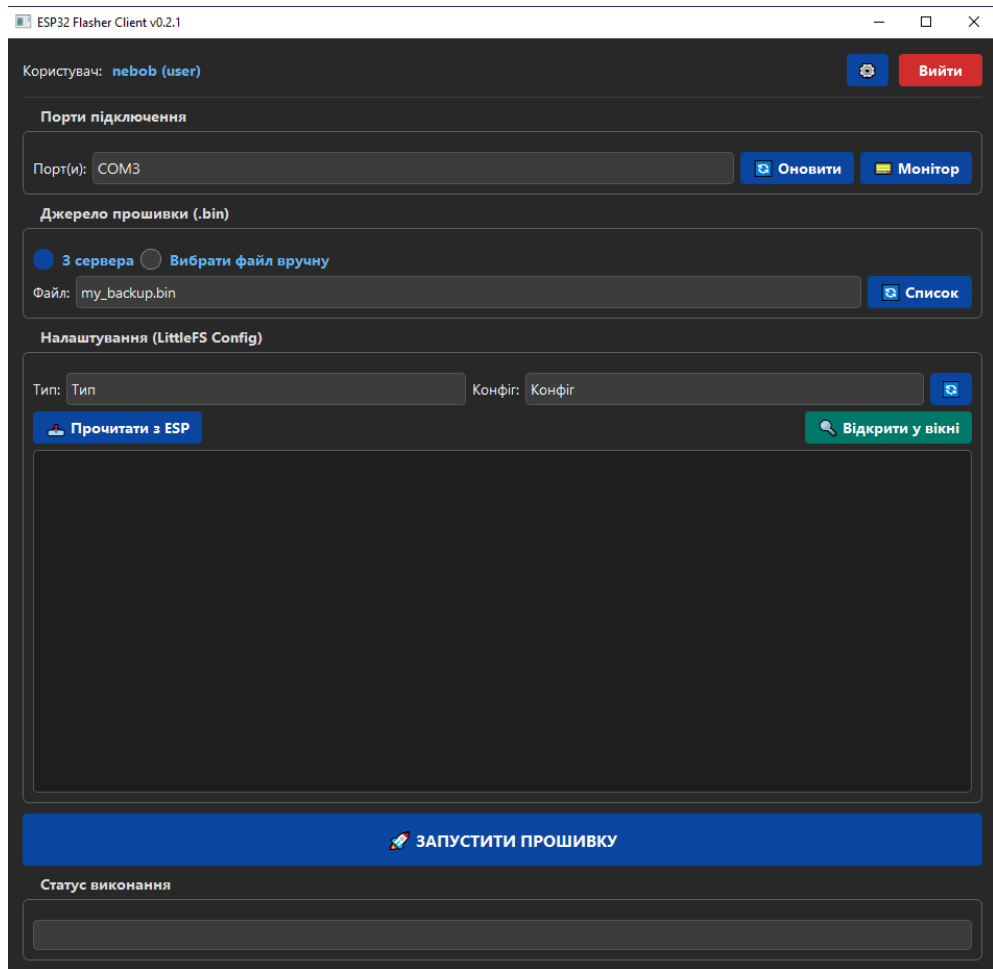 ESP32 Flasher Client v0.2.1
Користувач: nebob (user) Вийти
Порти підключення
Порт(и): COM3 Оновити Монітор
Джерело прошивки (.bin)
З сервера Вибрати файл вручну
Файл: my_backup.bin Список
Налаштування (LittleFS Config)
Тип: Тип Конфіг: Конфіг
Прочитати з ESP Відкрити у вікні
ЗАПУСТИТИ ПРОШИВКУ
Статус виконання